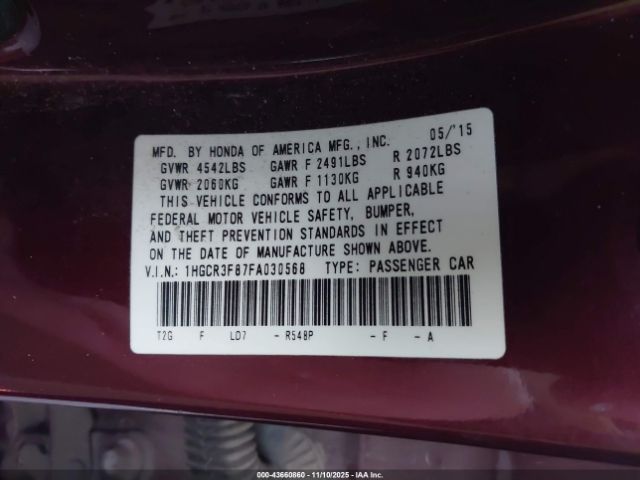 MFD. BY HONDA OF AMERICA MFG., INC. 05/'15
GVWR 4542LBS GAWR F 2491LBS R 2072LBS
GVWR 2060KG GAWR F 1130KG R 940KG
THIS VEHICLE CONFORMS TO ALL APPLICABLE
FEDERAL MOTOR VEHICLE SAFETY, BUMPER,
AND THEFT PREVENTION STANDARDS IN EFFECT
ON THE DATE OF MANUFACTURE SHOWN ABOVE.
V.I.N.: 1HGCR3F87FA030568 TYPE: PASSENGER CAR
T2G F LD7 - R548P - F - A
000-43660860 - 11/10/2025 - IAA Inc.